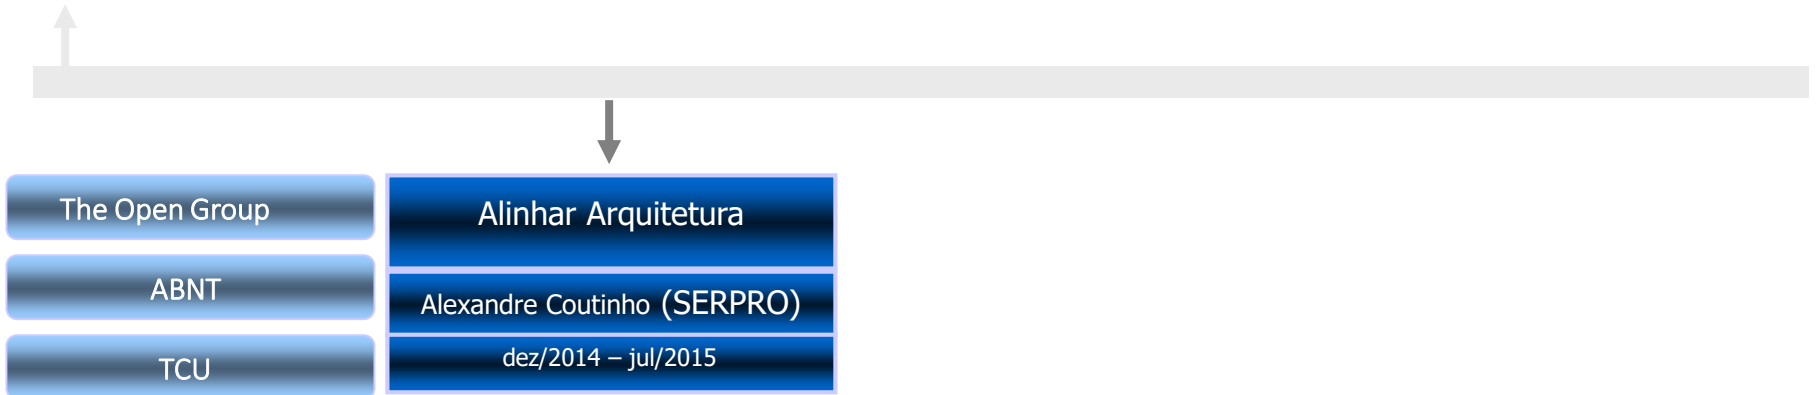 The Open Group
ABNT
TCU
Alinhar Arquitetura
Alexandre Coutinho (SERPRO)
dez/2014 – jul/2015